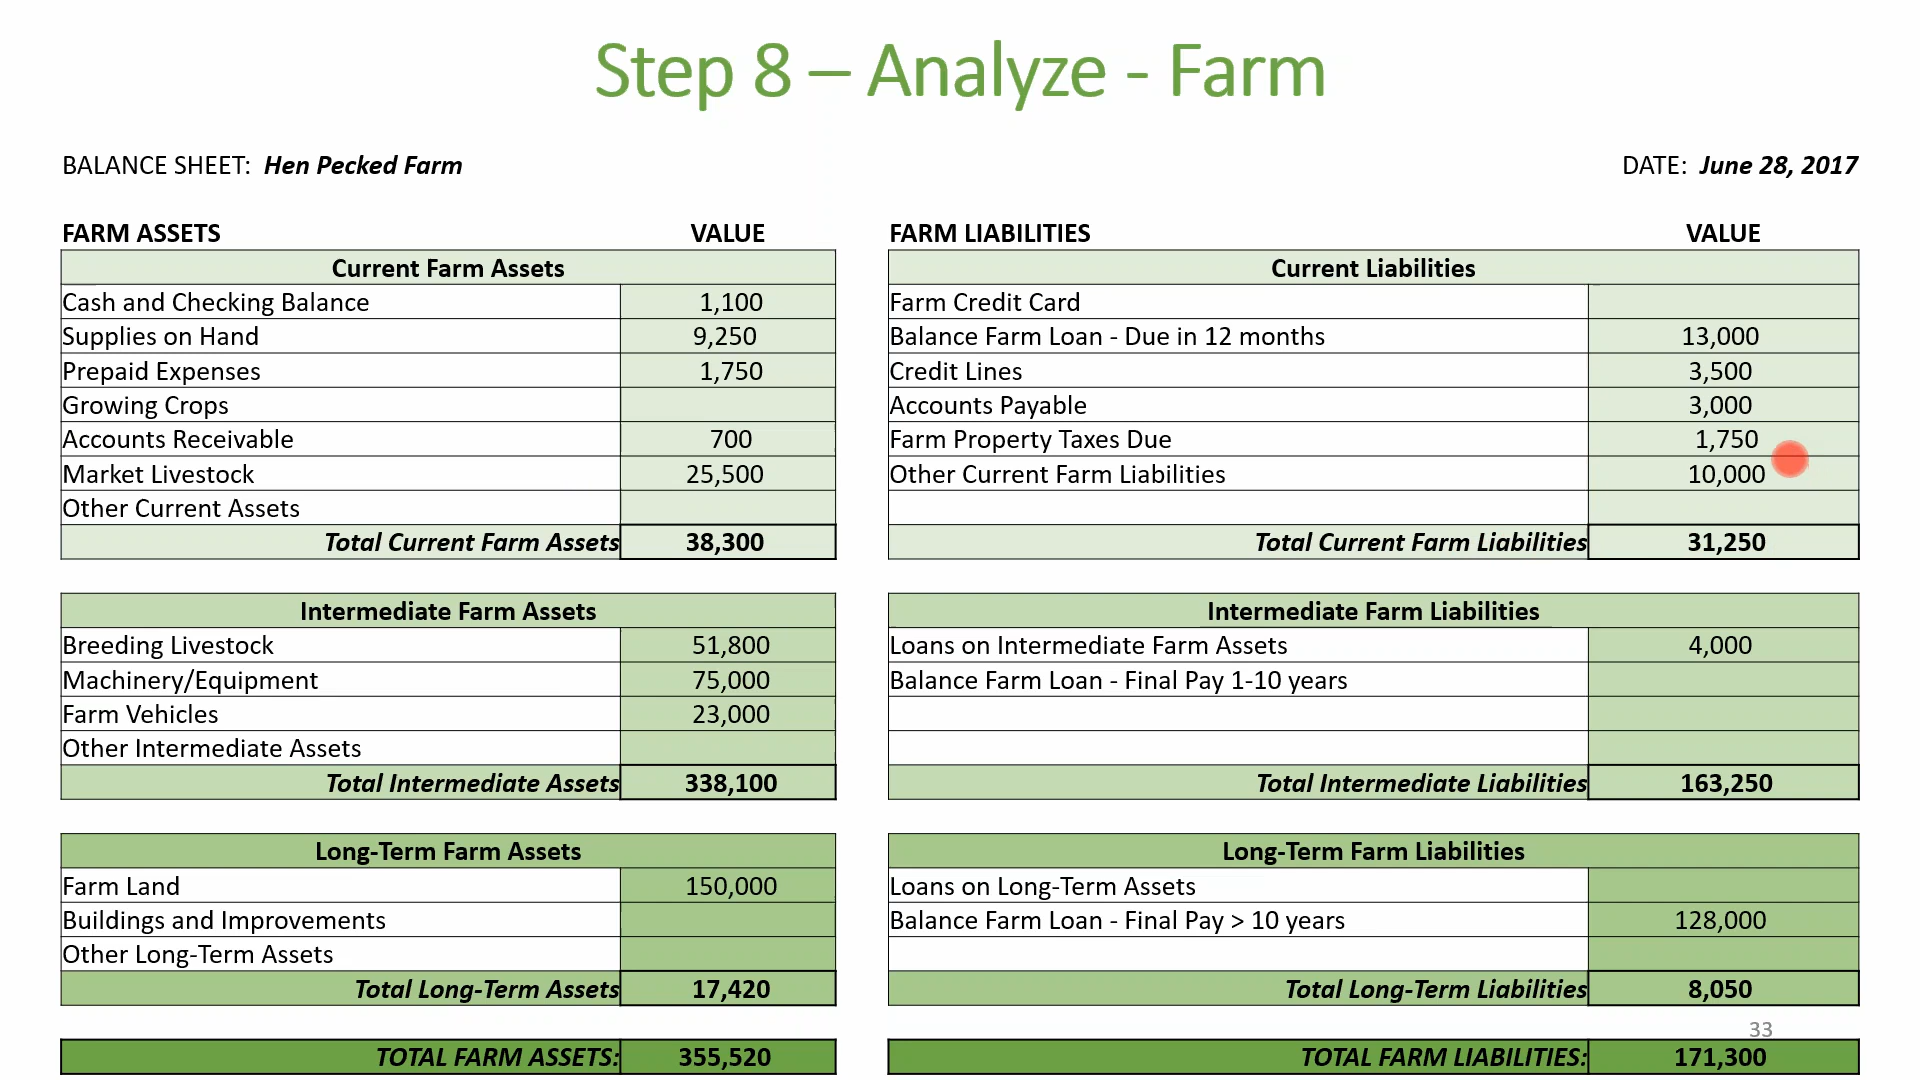 Step 8 – Analyze - Farm
BALANCE SHEET: Hen Pecked Farm
DATE: June 28, 2017
FARM ASSETS VALUE
Current Farm Assets
Cash and Checking Balance 1,100
Supplies on Hand 9,250
Prepaid Expenses 1,750
Growing Crops
Accounts Receivable 700
Market Livestock 25,500
Other Current Assets
Total Current Farm Assets 38,300
Intermediate Farm Assets
Breeding Livestock 51,800
Machinery/Equipment 75,000
Farm Vehicles 23,000
Other Intermediate Assets
Total Intermediate Assets 338,100
Long-Term Farm Assets
Farm Land 150,000
Buildings and Improvements
Other Long-Term Assets
Total Long-Term Assets 17,420
TOTAL FARM ASSETS: 355,520
FARM LIABILITIES VALUE
Current Liabilities
Farm Credit Card
Balance Farm Loan - Due in 12 months 13,000
Credit Lines 3,500
Accounts Payable 3,000
Farm Property Taxes Due 1,750
Other Current Farm Liabilities 10,000
Total Current Farm Liabilities 31,250
Intermediate Farm Liabilities
Loans on Intermediate Farm Assets 4,000
Balance Farm Loan - Final Pay 1-10 years
Total Intermediate Liabilities 163,250
Long-Term Farm Liabilities
Loans on Long-Term Assets
Balance Farm Loan - Final Pay > 10 years 128,000
Total Long-Term Liabilities 8,050
33
TOTAL FARM LIABILITIES: 171,300